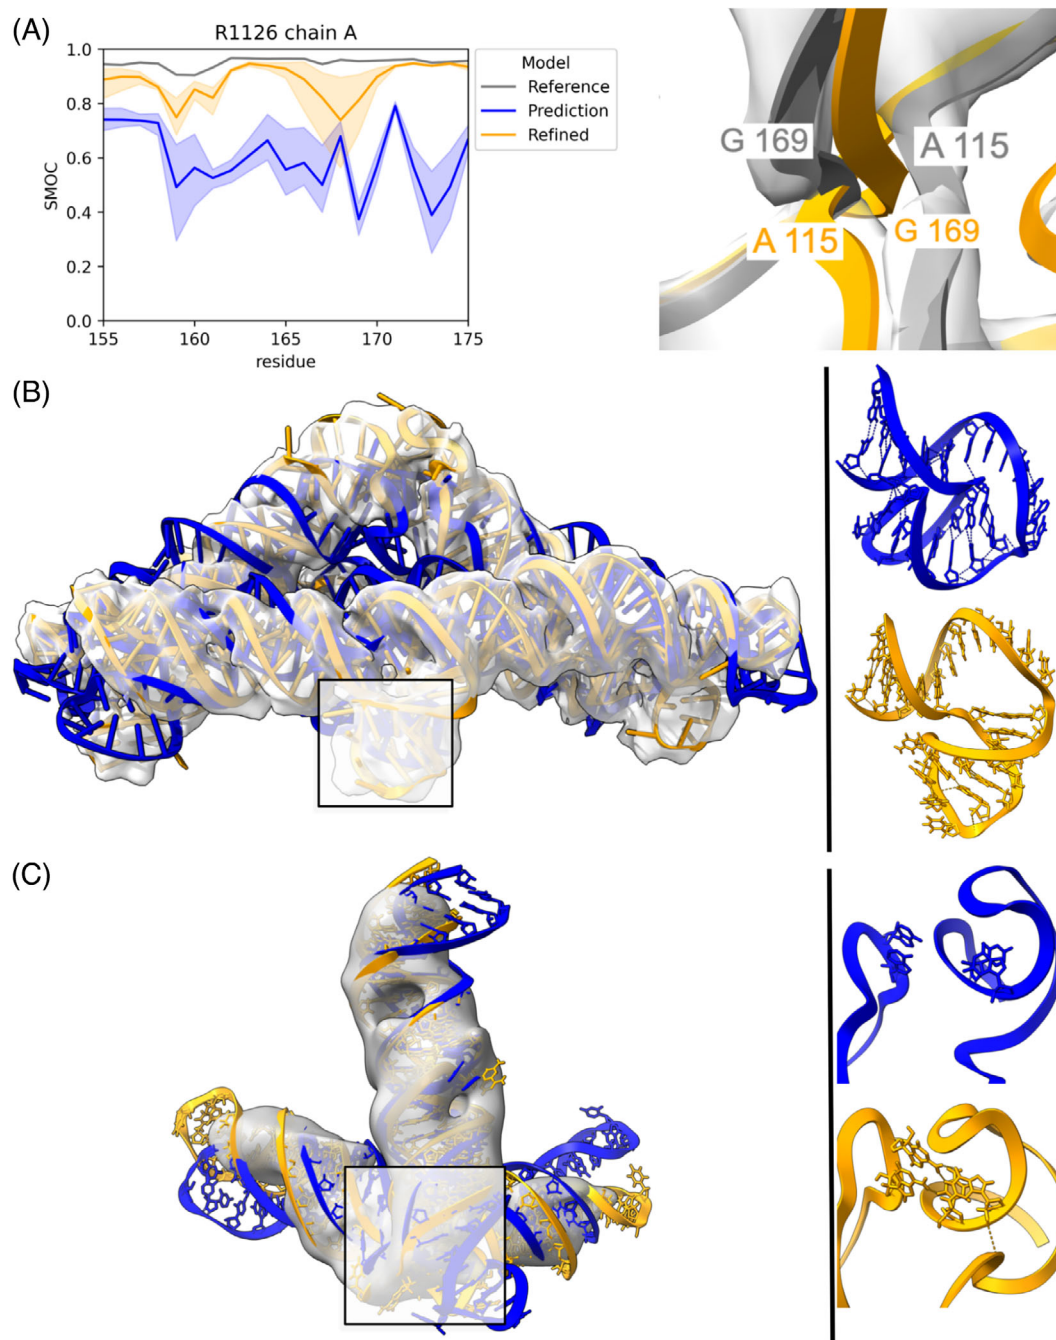 (A)
R1126 chain A
SMOC
1.0
0.8
0.6
0.4
0.2
0.0
155
160
165
170
175
residue
Model
Reference
Prediction
Refined
G 169
A 115
A 115
G 169
(B)
(C)